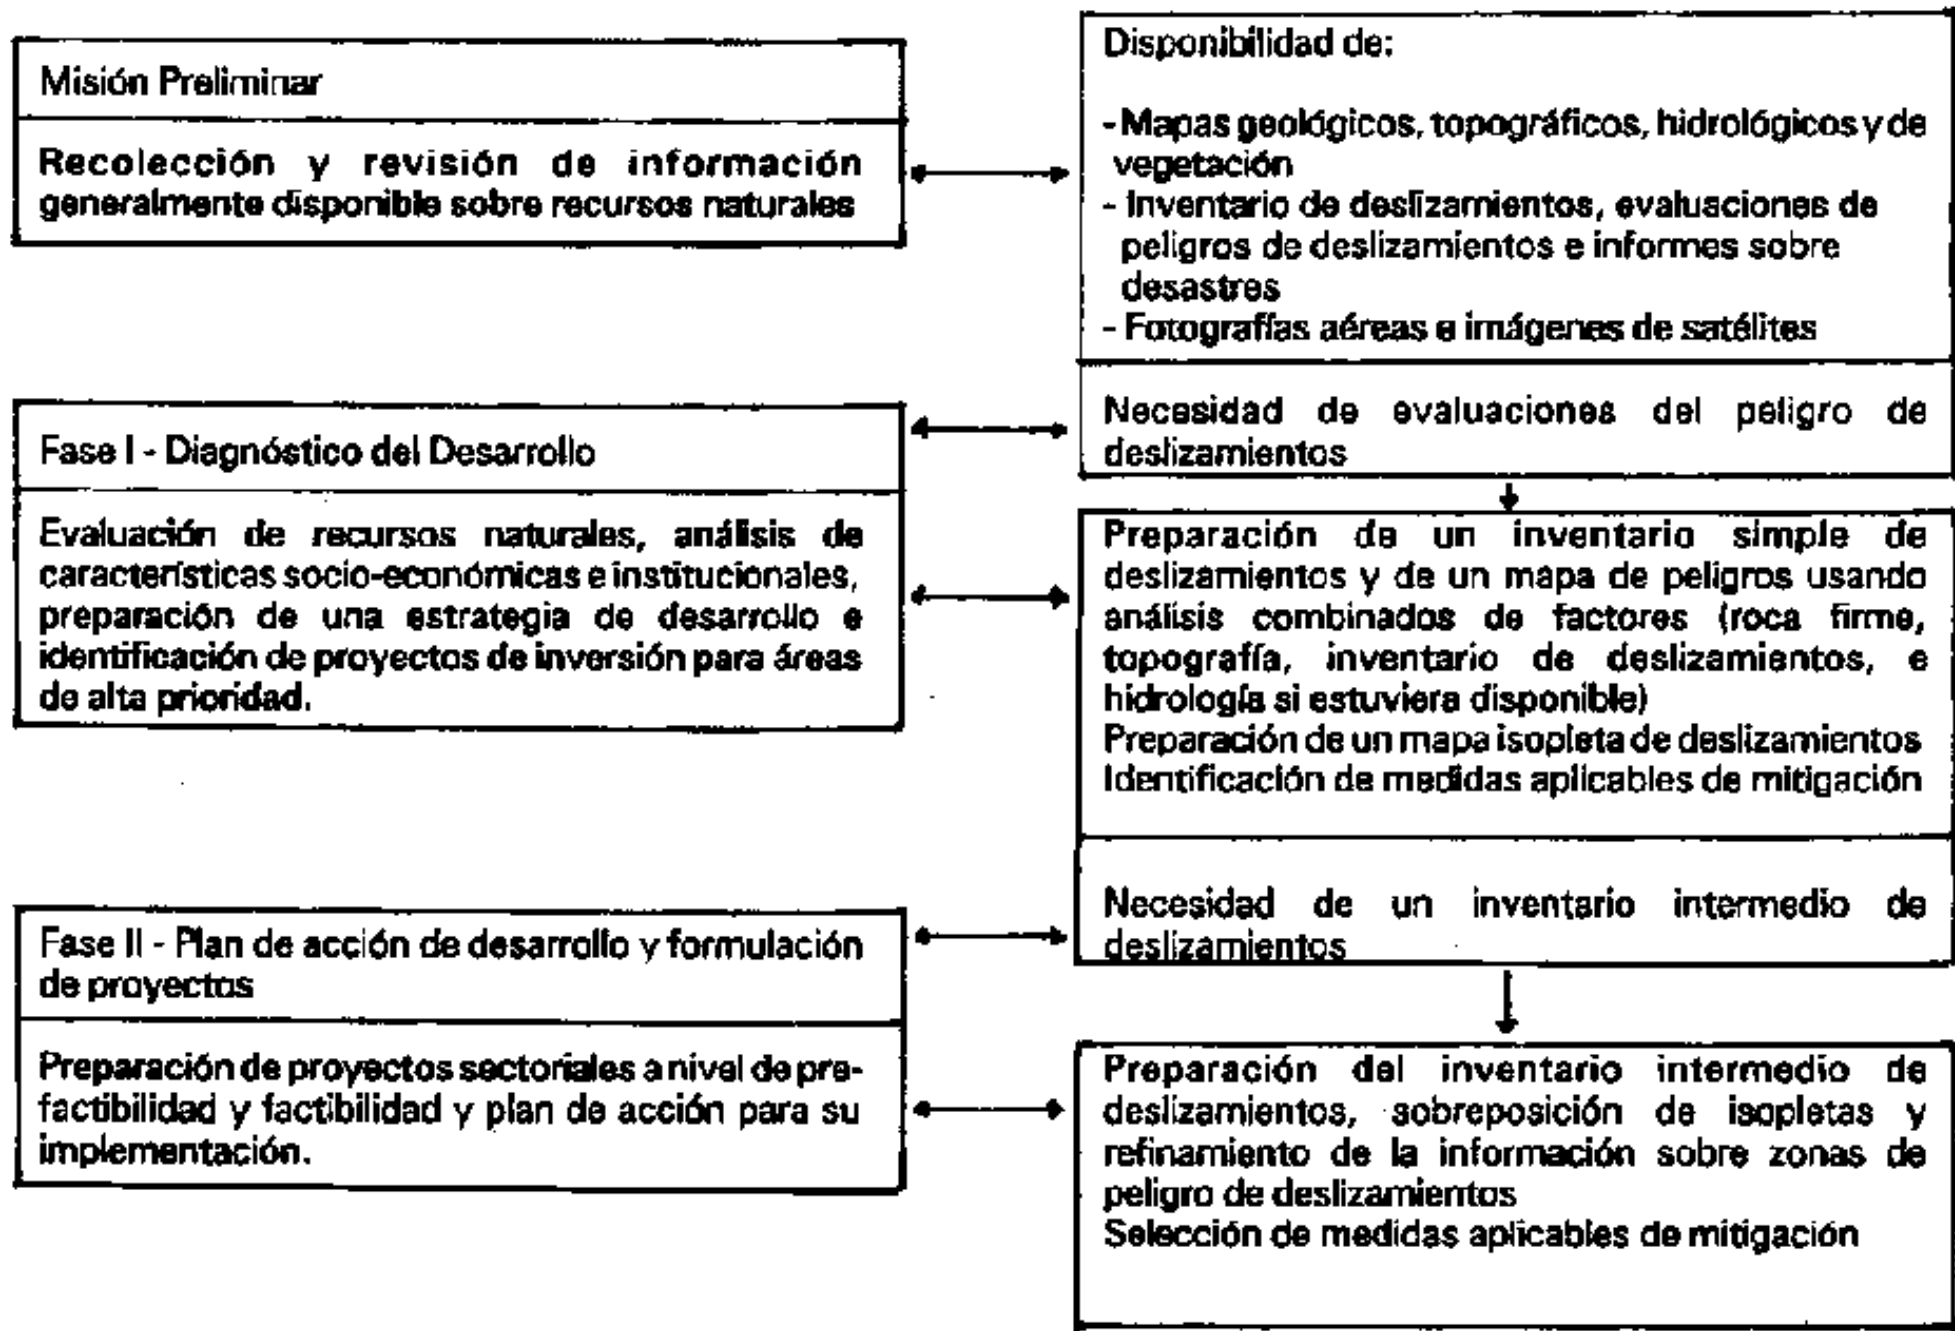 Misión Preliminar
Recolección y revisión de información
generalmente disponible sobre recursos naturales
Disponibilidad de:
- Mapas geológicos, topográficos, hidrológicos y de
vegetación
- Inventario de deslizamientos, evaluaciones de
peligros de deslizamientos e informes sobre
desastres
- Fotografías aéreas e imágenes de satélites
Necesidad de evaluaciones del peligro de
deslizamientos
Fase I - Diagnóstico del Desarrollo
Evaluación de recursos naturales, análisis de
características socio-económicas e institucionales,
preparación de una estrategia de desarrollo e
identificación de proyectos de inversión para áreas
de alta prioridad.
Preparación de un inventario simple de
deslizamientos y de un mapa de peligros usando
análisis combinados de factores (roca firme,
topografía, inventario de deslizamientos, e
hidrología si estuviera disponible)
Preparación de un mapa isopleta de deslizamientos
Identificación de medidas aplicables de mitigación
Necesidad de un inventario intermedio de
deslizamientos
Fase II - Plan de acción de desarrollo y formulación
de proyectos
Preparación de proyectos sectoriales a nivel de pre-
factibilidad y factibilidad y plan de acción para su
implementación.
Preparación del inventario intermedio de
deslizamientos, sobreposición de isopletas y
refinamiento de la información sobre zonas de
peligro de deslizamientos
Selección de medidas aplicables de mitigación